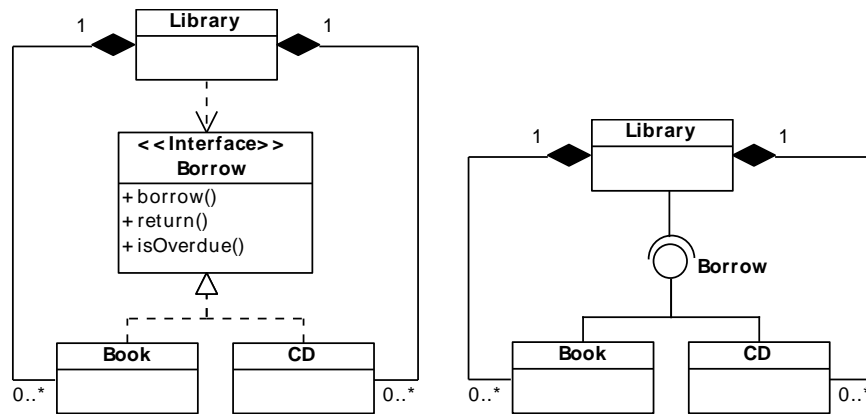 1
Library
1
<<Interface>>
Borrow
+ borrow()
+ return()
+ isOverdue()
Book
CD
0..*
0..*
1
Library
1
Borrow
Book
CD
0..*
0..*